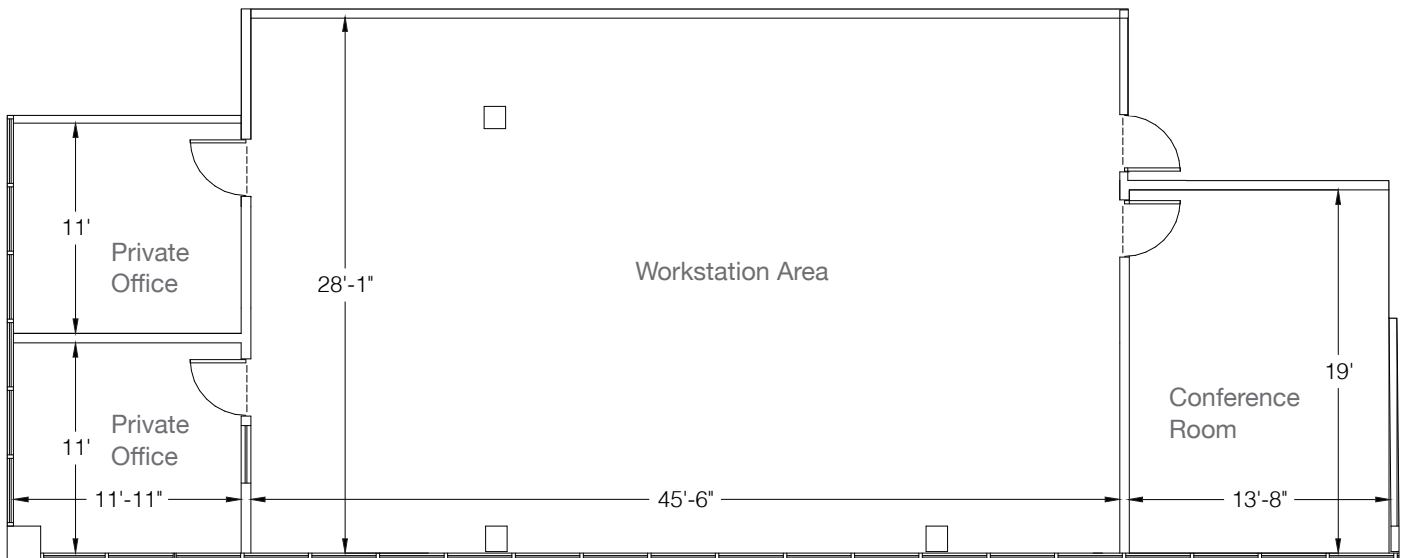 11'
Private
Office
28'-1"
Workstation Area
11'
Private
Office
11'-11"
45'-6"
19'
Conference
Room
13'-8"